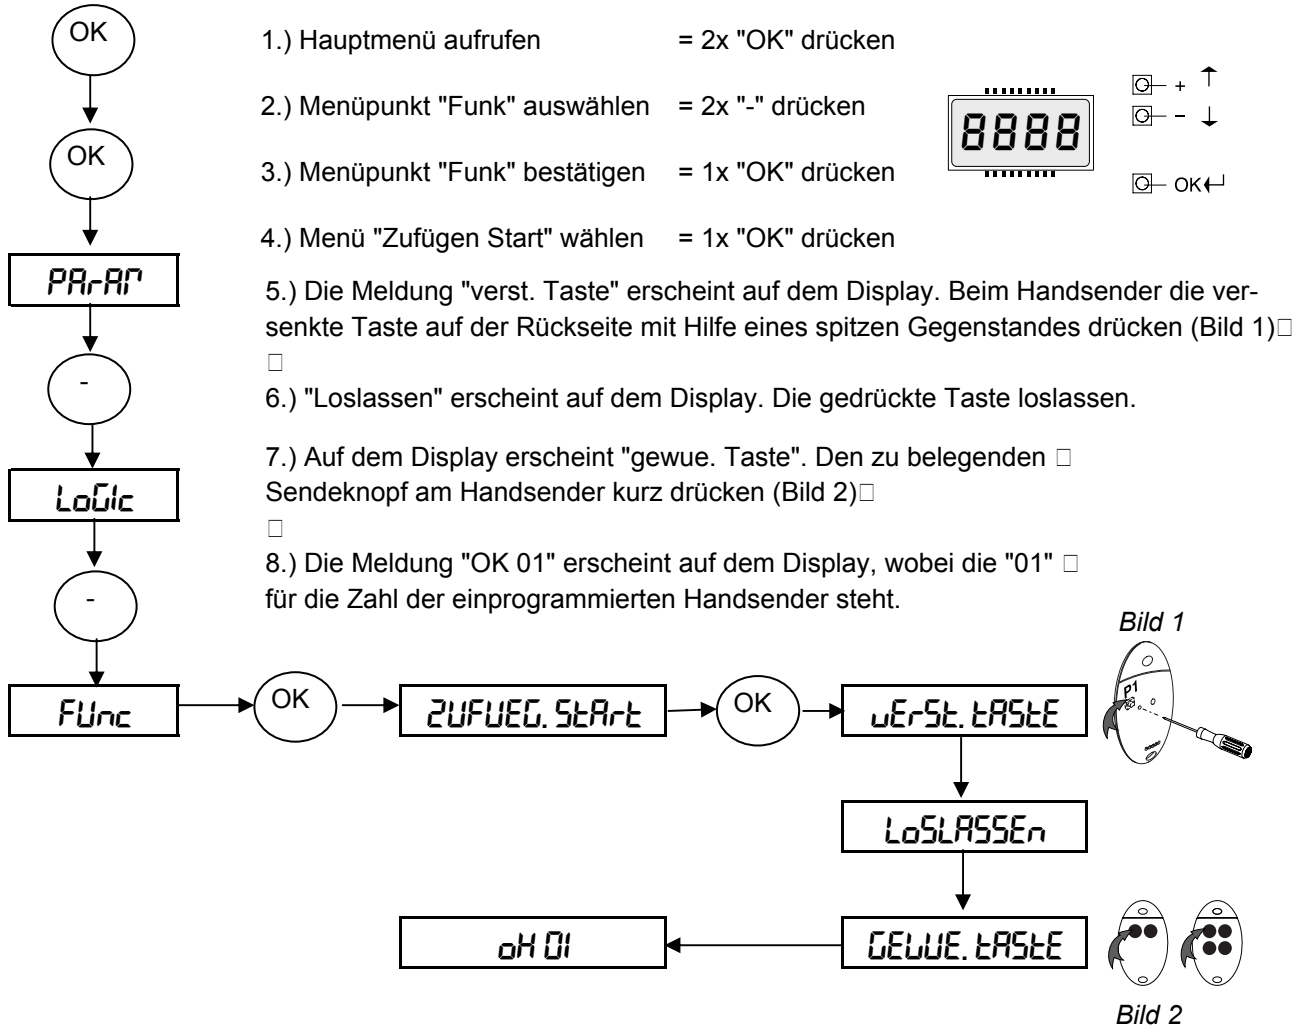 OK
1.) Hauptmenü aufrufen = 2x "OK" drücken
+
2.) Menüpunkt "Funk" auswählen = 2x "-" drücken
8888
-
OK
3.) Menüpunkt "Funk" bestätigen = 1x "OK" drücken
OK
4.) Menü "Zufügen Start" wählen = 1x "OK" drücken
PArAM
5.) Die Meldung "verst. Taste" erscheint auf dem Display. Beim Handsender die ver-
senkte Taste auf der Rückseite mit Hilfe eines spitzen Gegenstandes drücken (Bild 1)
-
6.) "Loslassen" erscheint auf dem Display. Die gedrückte Taste loslassen.
7.) Auf dem Display erscheint "gewue. Taste". Den zu belegenden
Sendeknopf am Handsender kurz drücken (Bild 2)
LoGIc
8.) Die Meldung "OK 01" erscheint auf dem Display, wobei die "01"
für die Zahl der einprogrammierten Handsender steht.
-
Bild 1
P1
FUnc
OK
ZUFUEG. StArt
OK
vErSt. tAStE
LoSLASSEn
GEWUE. tAStE
oH 01
Bild 2